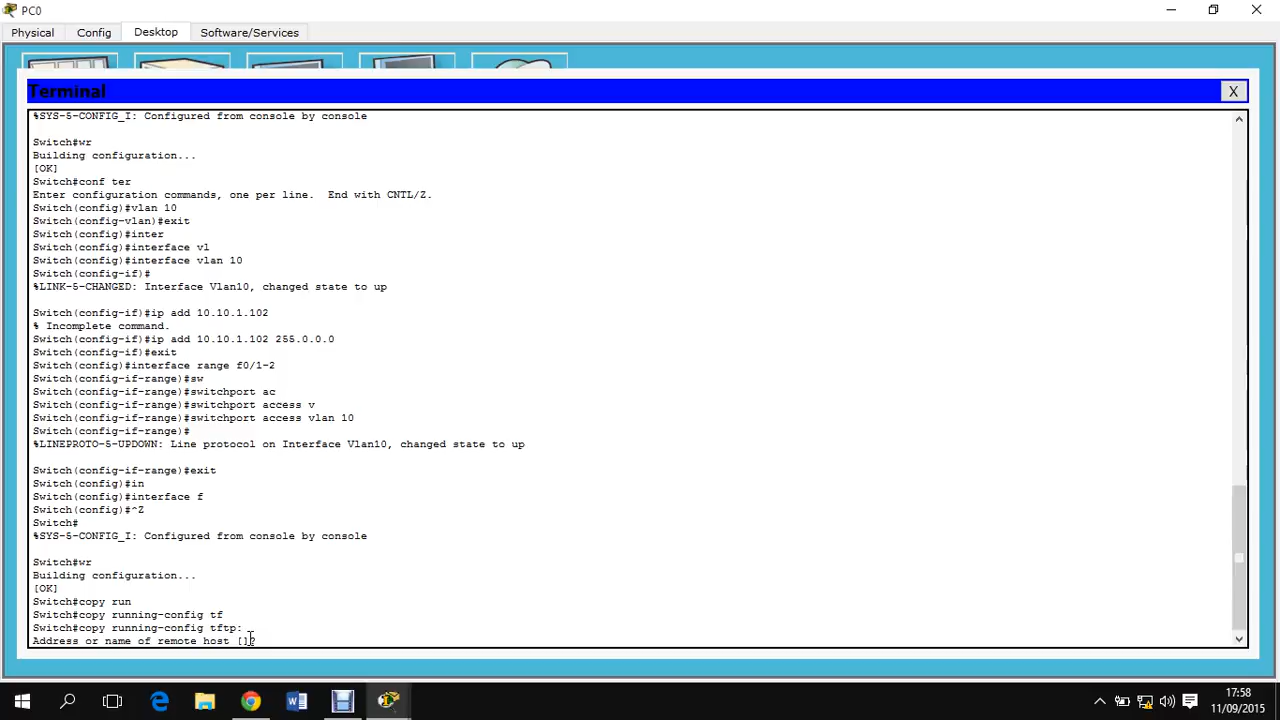 PC0
Physical Config Desktop Software/Services
Terminal
X
%SYS-5-CONFIG_I: Configured from console by console
Switch#wr
Building configuration...
[OK]
Switch#conf ter
Enter configuration commands, one per line.  End with CNTL/Z.
Switch(config)#vlan 10
Switch(config-vlan)#exit
Switch(config)#inter
Switch(config)#interface vl
Switch(config)#interface vlan 10
Switch(config-if)#
%LINK-5-CHANGED: Interface Vlan10, changed state to up
Switch(config-if)#ip add 10.10.1.102
% Incomplete command.
Switch(config-if)#ip add 10.10.1.102 255.0.0.0
Switch(config-if)#exit
Switch(config)#interface range f0/1-2
Switch(config-if-range)#sw
Switch(config-if-range)#switchport ac
Switch(config-if-range)#switchport access v
Switch(config-if-range)#switchport access vlan 10
Switch(config-if-range)#
%LINEPROTO-5-UPDOWN: Line protocol on Interface Vlan10, changed state to up
Switch(config-if-range)#exit
Switch(config)#in
Switch(config)#interface f
Switch(config)#^Z
Switch#
%SYS-5-CONFIG_I: Configured from console by console
Switch#wr
Building configuration...
[OK]
Switch#copy run
Switch#copy running-config tf
Switch#copy running-config tftp:
Address or name of remote host []?
17:58
11/09/2015